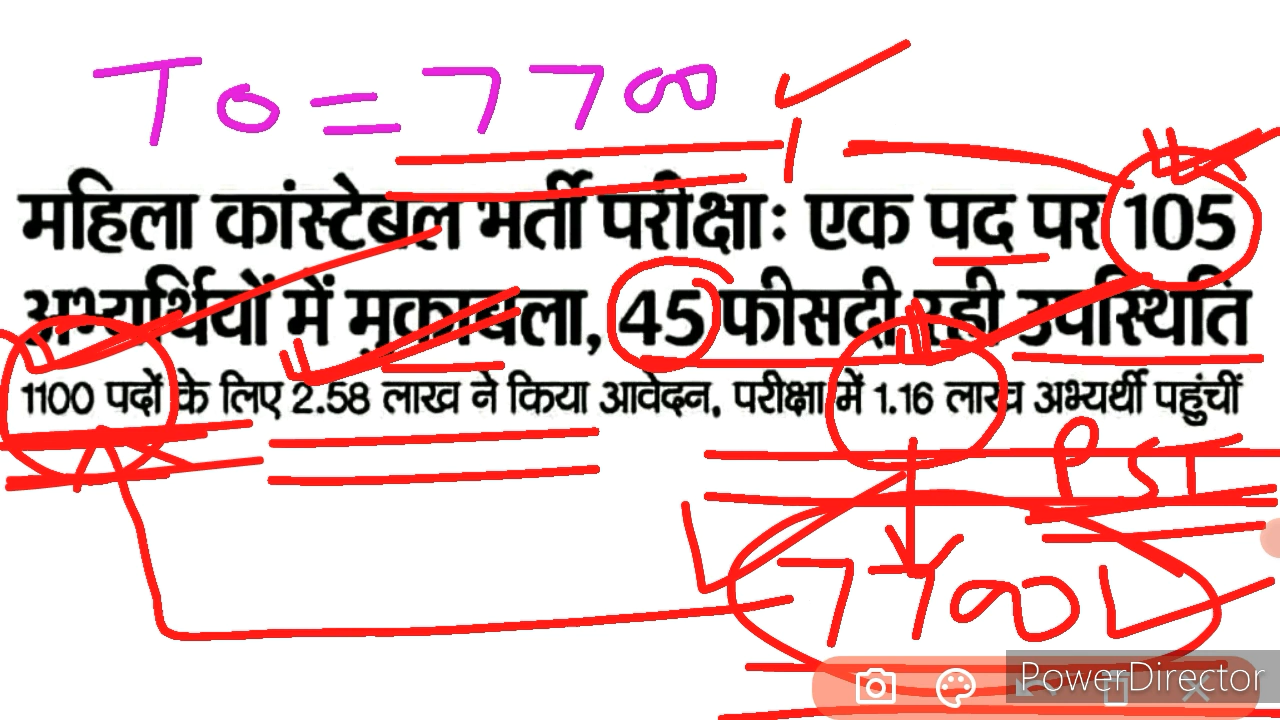 To = 7700
महिला कांस्टेबल भर्ती परीक्षाः एक पद पर 105
अभ्यर्थियों में मुकाबला, 45 फीसदी रही उपस्थिति
1100 पदों के लिए 2.58 लाख ने किया आवेदन, परीक्षा में 1.16 लाख अभ्यर्थी पहुंचीं
PST
7700
PowerDirector